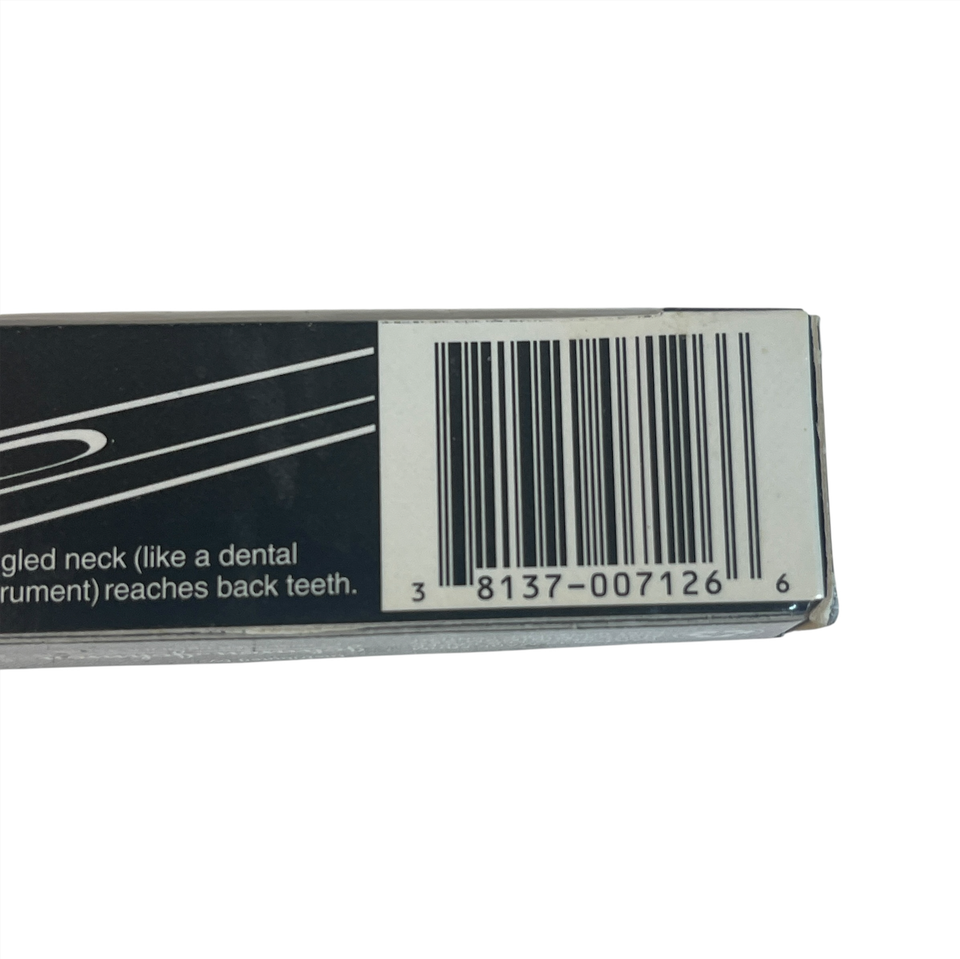 gled neck (like a dental
rument) reaches back teeth.
3 8137-007126 6